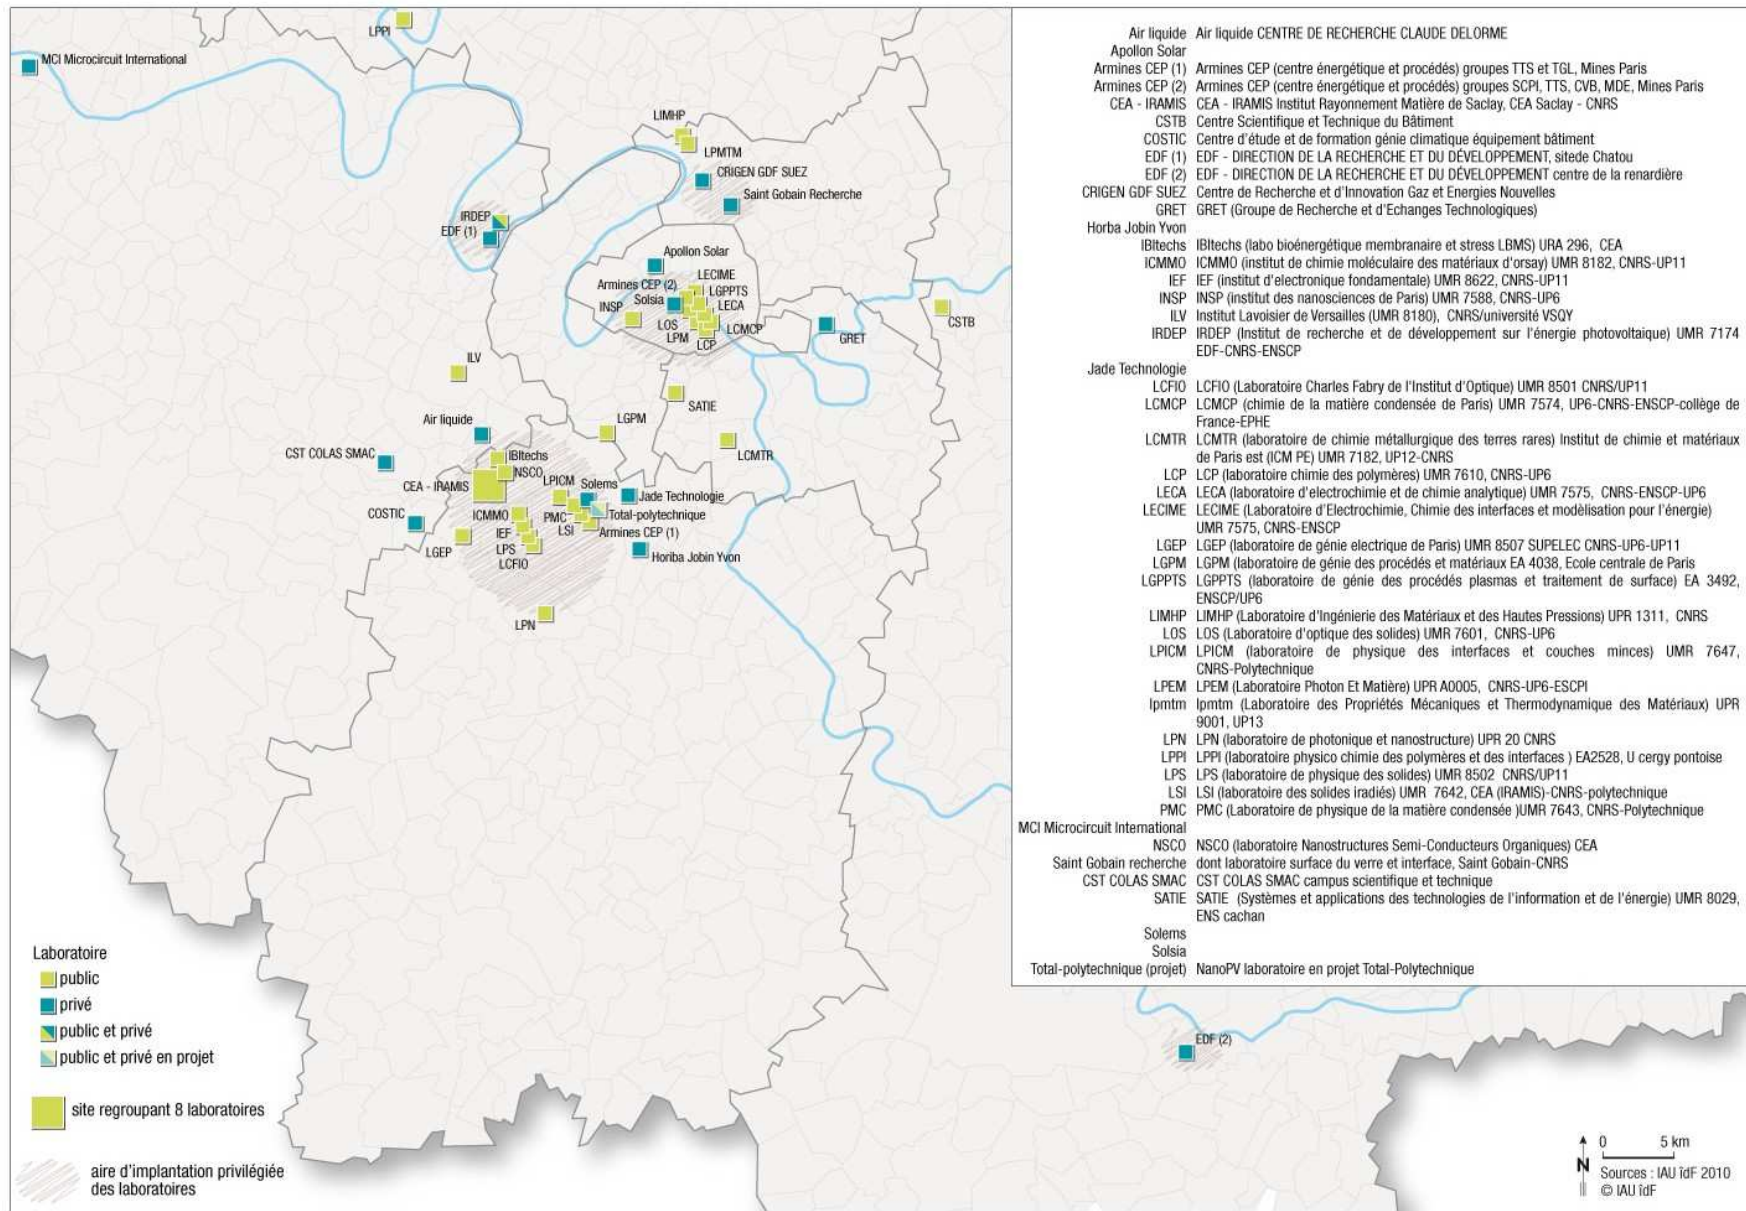 LPPI
MCI Microcircuit International
LIMHP
LPMTM
CRIGEN GDF SUEZ
Saint Gobain Recherche
IRDEP
EDF (1)
Apollon Solar
LECIME
Armines CEP (2)
LGPPTS
Solsia
LECA
INSP
LOS
LCMCP
LPM
LCP
GRET
CSTB
ILV
SATIE
Air liquide
LGPM
LCMTR
CST COLAS SMAC
IBItechs
NSCO
CEA - IRAMIS
LPICM
Solems
Jade Technologie
COSTIC
ICMMO
PMC
Total-polytechnique
IEF
LSI
Armines CEP (1)
LGEP
LPS
LCFIO
Horiba Jobin Yvon
LPN
EDF (2)
Air liquide Air liquide CENTRE DE RECHERCHE CLAUDE DELORME
Apollon Solar
Armines CEP (1) Armines CEP (centre énergétique et procédés) groupes TTS et TGL, Mines Paris
Armines CEP (2) Armines CEP (centre énergétique et procédés) groupes SCPI, TTS, CVB, MDE, Mines Paris
CEA - IRAMIS CEA - IRAMIS Institut Rayonnement Matière de Saclay, CEA Saclay - CNRS
CSTB Centre Scientifique et Technique du Bâtiment
COSTIC Centre d'étude et de formation génie climatique équipement bâtiment
EDF (1) EDF - DIRECTION DE LA RECHERCHE ET DU DÉVELOPPEMENT, sitede Chatou
EDF (2) EDF - DIRECTION DE LA RECHERCHE ET DU DÉVELOPPEMENT centre de la renardière
CRIGEN GDF SUEZ Centre de Recherche et d'Innovation Gaz et Energies Nouvelles
GRET GRET (Groupe de Recherche et d'Echanges Technologiques)
Horba Jobin Yvon
IBItechs IBItechs (labo bioénergétique membranaire et stress LBMS) URA 296, CEA
ICMMO ICMMO (institut de chimie moléculaire des matériaux d'orsay) UMR 8182, CNRS-UP11
IEF IEF (institut d'electronique fondamentale) UMR 8622, CNRS-UP11
INSP INSP (institut des nanosciences de Paris) UMR 7588, CNRS-UP6
ILV Institut Lavoisier de Versailles (UMR 8180), CNRS/université VSQY
IRDEP IRDEP (Institut de recherche et de développement sur l'énergie photovoltaique) UMR 7174
EDF-CNRS-ENSCP
Jade Technologie
LCFIO LCFIO (Laboratoire Charles Fabry de l'Institut d'Optique) UMR 8501 CNRS/UP11
LCMCP LCMCP (chimie de la matière condensée de Paris) UMR 7574, UP6-CNRS-ENSCP-collège de
France-EPHE
LCMTR LCMTR (laboratoire de chimie métallurgique des terres rares) Institut de chimie et matériaux
de Paris est (ICM PE) UMR 7182, UP12-CNRS
LCP LCP (laboratoire chimie des polymères) UMR 7610, CNRS-UP6
LECA LECA (laboratoire d'electrochimie et de chimie analytique) UMR 7575, CNRS-ENSCP-UP6
LECIME LECIME (Laboratoire d'Electrochimie, Chimie des interfaces et modèlisation pour l'énergie)
UMR 7575, CNRS-ENSCP
LGEP LGEP (laboratoire de génie electrique de Paris) UMR 8507 SUPELEC CNRS-UP6-UP11
LGPM LGPM (laboratoire de génie des procédés et matériaux EA 4038, Ecole centrale de Paris
LGPPTS LGPPTS (laboratoire de génie des procédés plasmas et traitement de surface) EA 3492,
ENSCP/UP6
LIMHP LIMHP (Laboratoire d'Ingénierie des Matériaux et des Hautes Pressions) UPR 1311, CNRS
LOS LOS (Laboratoire d'optique des solides) UMR 7601, CNRS-UP6
LPICM LPICM (laboratoire de physique des interfaces et couches minces) UMR 7647,
CNRS-Polytechnique
LPEM LPEM (Laboratoire Photon Et Matière) UPR A0005, CNRS-UP6-ESCPI
lpmtm lpmtm (Laboratoire des Propriétés Mécaniques et Thermodynamique des Matériaux) UPR
9001, UP13
LPN LPN (laboratoire de photonique et nanostructure) UPR 20 CNRS
LPPI LPPI (laboratoire physico chimie des polymères et des interfaces ) EA2528, U cergy pontoise
LPS LPS (laboratoire de physique des solides) UMR 8502 CNRS/UP11
LSI LSI (laboratoire des solides iradiés) UMR 7642, CEA (IRAMIS)-CNRS-polytechnique
PMC PMC (Laboratoire de physique de la matière condensée )UMR 7643, CNRS-Polytechnique
MCI Microcircuit International
NSCO NSCO (laboratoire Nanostructures Semi-Conducteurs Organiques) CEA
Saint Gobain recherche dont laboratoire surface du verre et interface, Saint Gobain-CNRS
CST COLAS SMAC CST COLAS SMAC campus scientifique et technique
SATIE SATIE (Systèmes et applications des technologies de l'information et de l'énergie) UMR 8029,
ENS cachan
Solems
Solsia
Total-polytechnique (projet) NanoPV laboratoire en projet Total-Polytechnique
Laboratoire
public
privé
public et privé
public et privé en projet
site regroupant 8 laboratoires
aire d'implantation privilégiée
des laboratoires
0 5 km
N
Sources : IAU îdF 2010
© IAU îdF